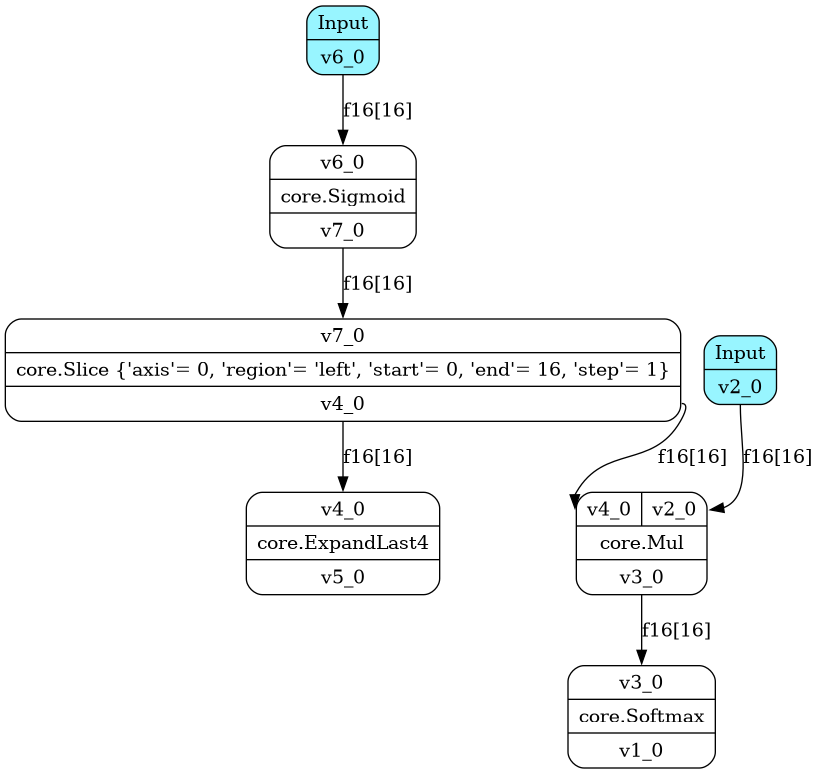 Input
v6_0
f16[16]
v6_0
core.Sigmoid
v7_0
f16[16]
v7_0
core.Slice {'axis'= 0, 'region'= 'left', 'start'= 0, 'end'= 16, 'step'= 1}
v4_0
Input
v2_0
f16[16]
f16[16]
f16[16]
v4_0
core.ExpandLast4
v5_0
v4_0 v2_0
core.Mul
v3_0
f16[16]
v3_0
core.Softmax
v1_0